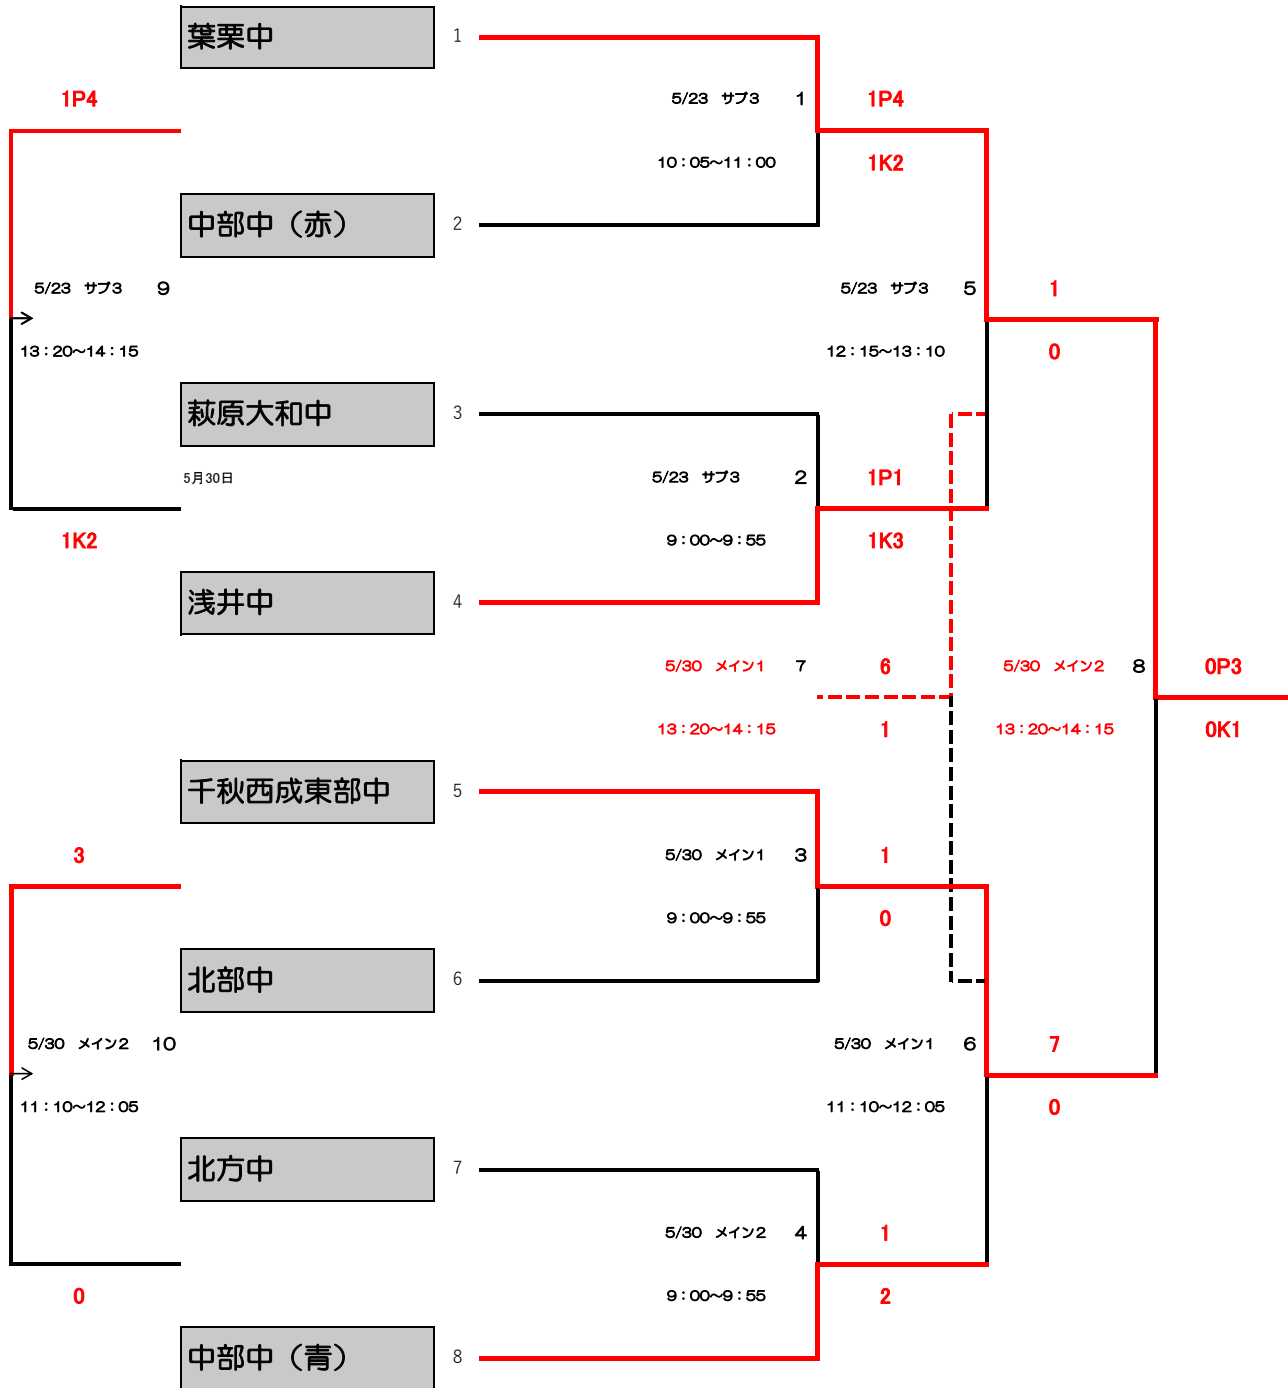 葉栗中 1
1P4 5/23 サブ3 1 1P4
10:05～11:00 1K2
中部中（赤） 2
5/23 サブ3 9 5/23 サブ3 5 1
13:20～14:15 12:15～13:10 0
萩原大和中 3
5月30日 5/23 サブ3 2 1P1
1K2 9:00～9:55 1K3
浅井中 4
5/30 メイン1 7 6 5/30 メイン2 8 0P3
13:20～14:15 1 13:20～14:15 0K1
千秋西成東部中 5
3 5/30 メイン1 3 1
9:00～9:55 0
北部中 6
5/30 メイン2 10 5/30 メイン1 6 7
11:10～12:05 11:10～12:05 0
北方中 7
5/30 メイン2 4 1
0 9:00～9:55 2
中部中（青） 8